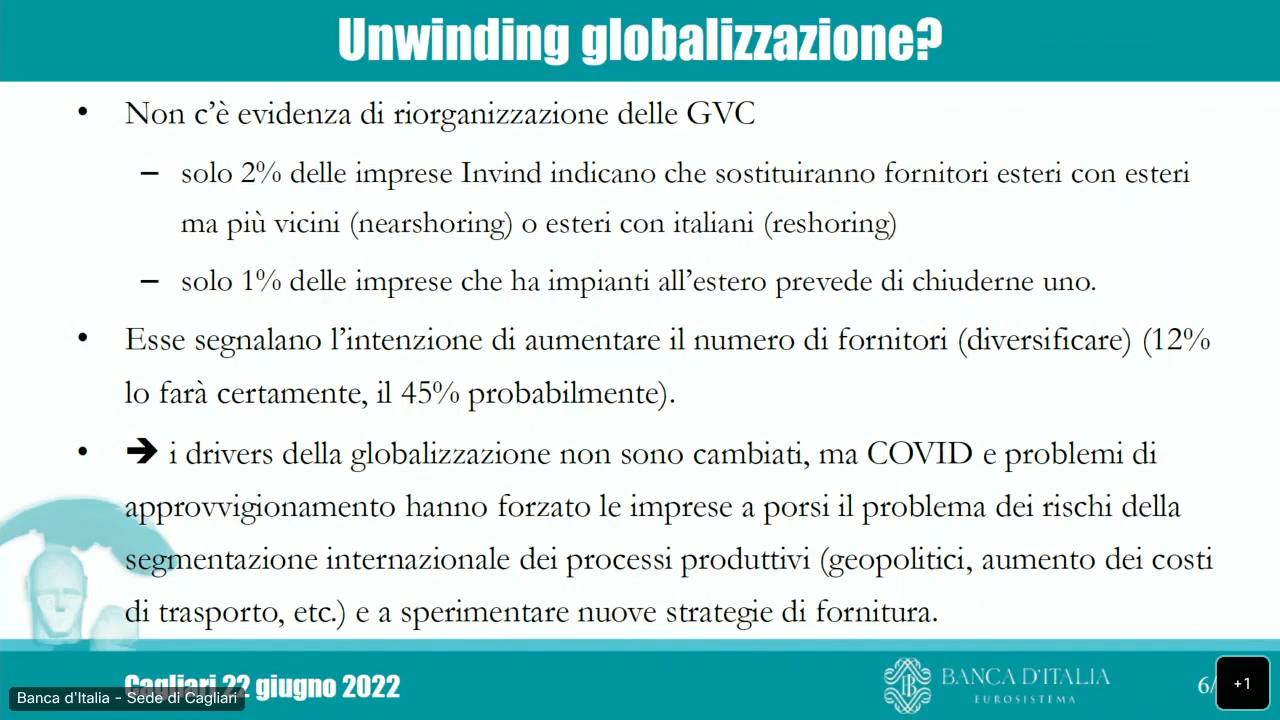 Unwinding globalizzazione?
• Non c'è evidenza di riorganizzazione delle GVC
– solo 2% delle imprese Invind indicano che sostituiranno fornitori esteri con esteri
ma più vicini (nearshoring) o esteri con italiani (reshoring)
– solo 1% delle imprese che ha impianti all'estero prevede di chiuderne uno.
• Esse segnalano l'intenzione di aumentare il numero di fornitori (diversificare) (12%
lo farà certamente, il 45% probabilmente).
• ➔ i drivers della globalizzazione non sono cambiati, ma COVID e problemi di
approvvigionamento hanno forzato le imprese a porsi il problema dei rischi della
segmentazione internazionale dei processi produttivi (geopolitici, aumento dei costi
di trasporto, etc.) e a sperimentare nuove strategie di fornitura.
Cagliari 22 giugno 2022
Banca d'Italia - Sede di Cagliari
BANCA D'ITALIA
EUROSISTEMA
6/
+1